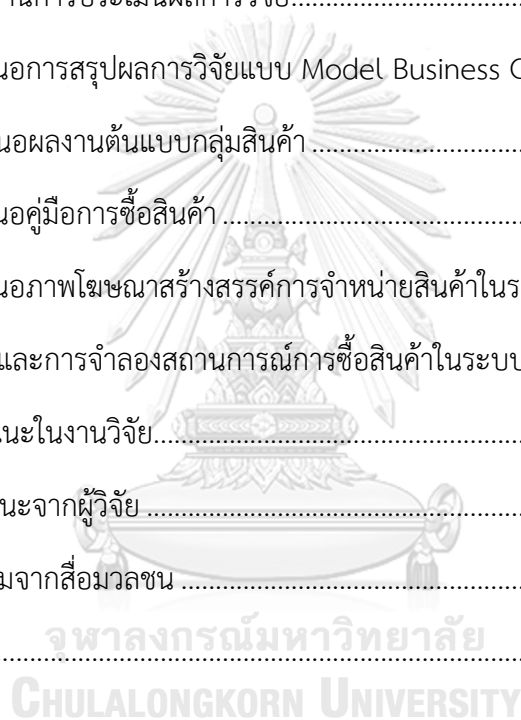 านการประเมินผลการวิจัย
นอการสรุปผลการวิจัยแบบ Model Business C
นอผลงานต้นแบบกลุ่มสินค้า
นอคู่มือการซื้อสินค้า
นอภาพโฆษณาสร้างสรรค์การจำหน่ายสินค้าในร
และการจำลองสถานการณ์การซื้อสินค้าในระบบ
นะในงานวิจัย
นะจากผู้วิจัย
มจากสื่อมวลชน
จุฬาลงกรณ์มหาวิทยาลัย
CHULALONGKORN UNIVERSITY